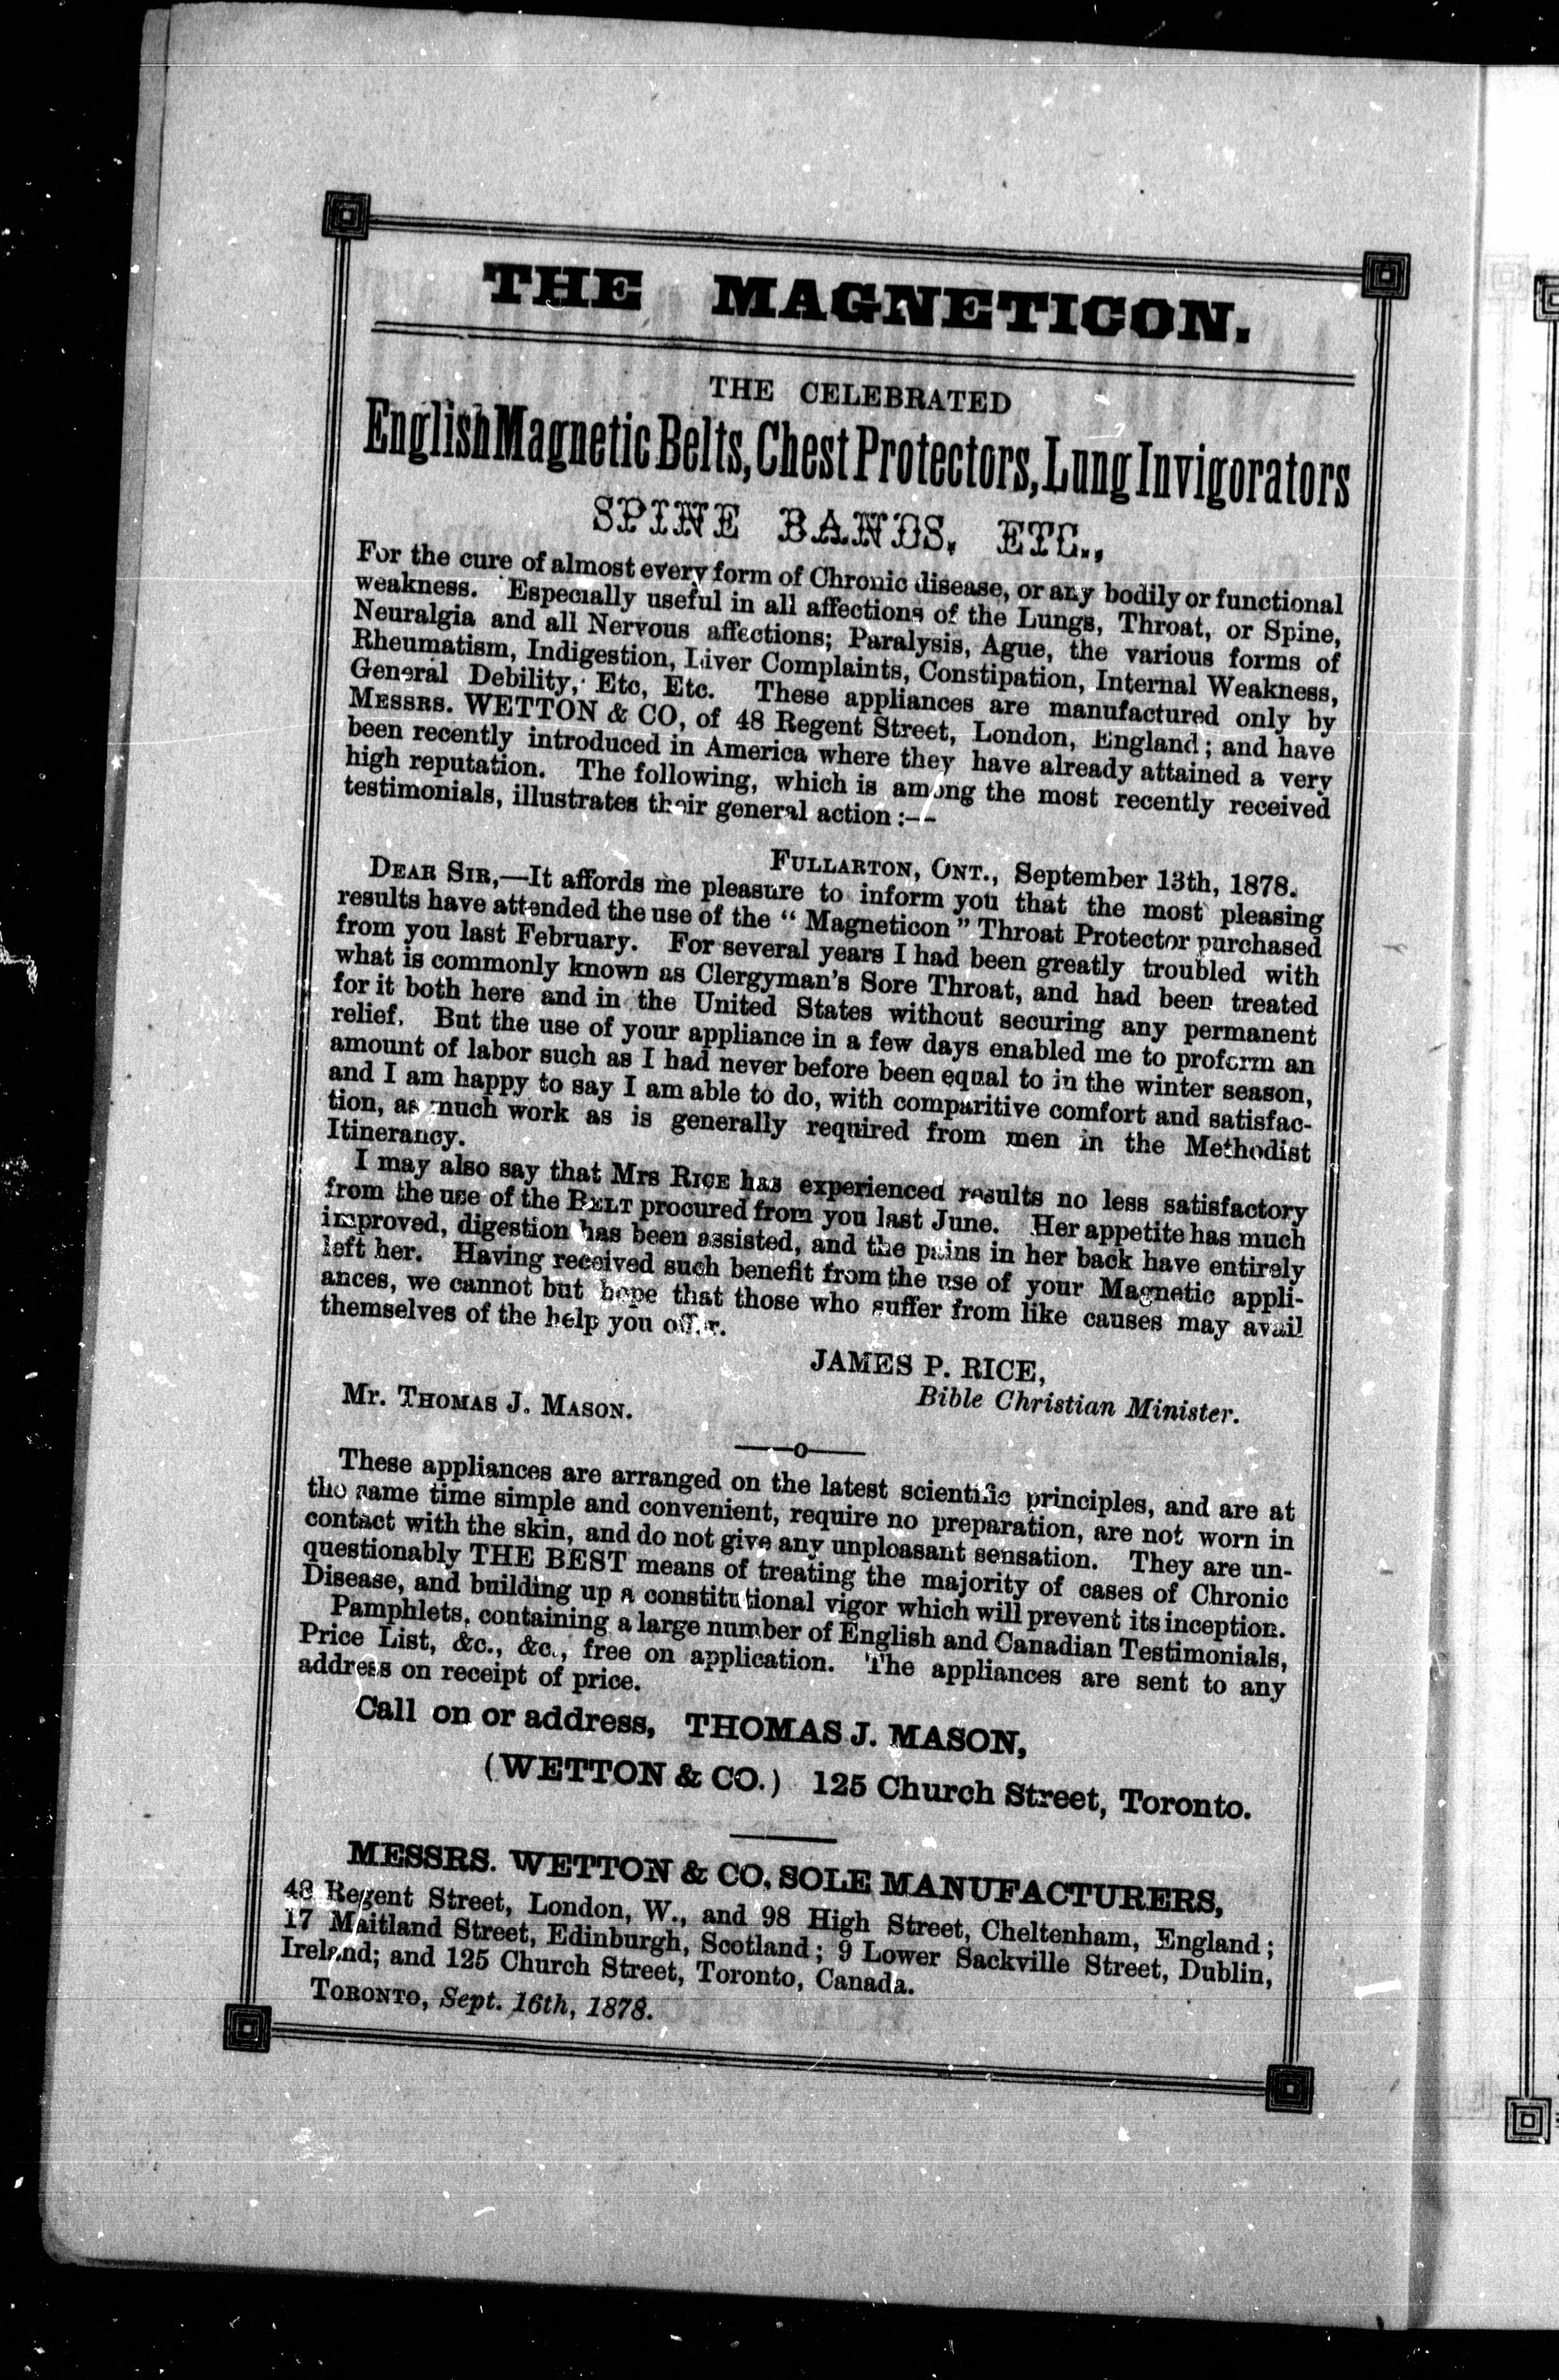 THE MAGNETICON.
THE CELEBRATED
English Magnetic Belts, Chest Protectors, Lung Invigorators
SPINE BANDS, ETC.,
For the cure of almost every form of Chronic disease, or any bodily or functional
weakness. Especially useful in all affections of the Lungs, Throat, or Spine,
Neuralgia and all Nervous affections; Paralysis, Ague, the various forms of
Rheumatism, Indigestion, Liver Complaints, Constipation, Internal Weakness,
General Debility, Etc, Etc. These appliances are manufactured only by
MESSRS. WETTON & CO, of 48 Regent Street, London, England; and have
been recently introduced in America where they have already attained a very
high reputation. The following, which is among the most recently received
testimonials, illustrates their general action :—
FULLARTON, ONT., September 13th, 1878.
DEAR SIR,—It affords me pleasure to inform you that the most pleasing
results have attended the use of the “ Magneticon ” Throat Protector purchased
from you last February. For several years I had been greatly troubled with
what is commonly known as Clergyman's Sore Throat, and had been treated
for it both here and in the United States without securing any permanent
relief. But the use of your appliance in a few days enabled me to proform an
amount of labor such as I had never before been equal to in the winter season,
and I am happy to say I am able to do, with comparitive comfort and satisfac-
tion, as much work as is generally required from men in the Methodist
Itinerancy.
I may also say that Mrs RICE has experienced results no less satisfactory
from the use of the BELT procured from you last June. Her appetite has much
improved, digestion has been assisted, and the pains in her back have entirely
left her. Having received such benefit from the use of your Magnetic appli-
ances, we cannot but hope that those who suffer from like causes may avail
themselves of the help you offer.
JAMES P. RICE,
Bible Christian Minister.
Mr. THOMAS J. MASON.
These appliances are arranged on the latest scientific principles, and are at
the same time simple and convenient, require no preparation, are not worn in
contact with the skin, and do not give any unpleasant sensation. They are un-
questionably THE BEST means of treating the majority of cases of Chronic
Disease, and building up a constitutional vigor which will prevent its inception.
Pamphlets, containing a large number of English and Canadian Testimonials,
Price List, &c., &c., free on application. The appliances are sent to any
address on receipt of price.
Call on or address, THOMAS J. MASON,
(WETTON & CO.) 125 Church Street, Toronto.
MESSRS. WETTON & CO, SOLE MANUFACTURERS,
48 Regent Street, London, W., and 98 High Street, Cheltenham, England;
17 Maitland Street, Edinburgh, Scotland; 9 Lower Sackville Street, Dublin,
Ireland; and 125 Church Street, Toronto, Canada.
TORONTO, Sept. 16th, 1878.